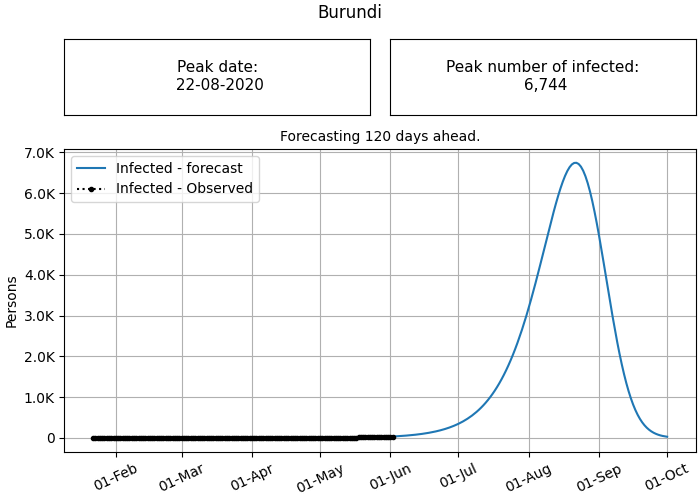 Burundi
Peak date:
22-08-2020
Peak number of infected:
6,744
Forecasting 120 days ahead.
Infected - forecast
Infected - Observed
7.0K
6.0K
5.0K
4.0K
3.0K
2.0K
1.0K
0
Persons
01-Feb
01-Mar
01-Apr
01-May
01-Jun
01-Jul
01-Aug
01-Sep
01-Oct